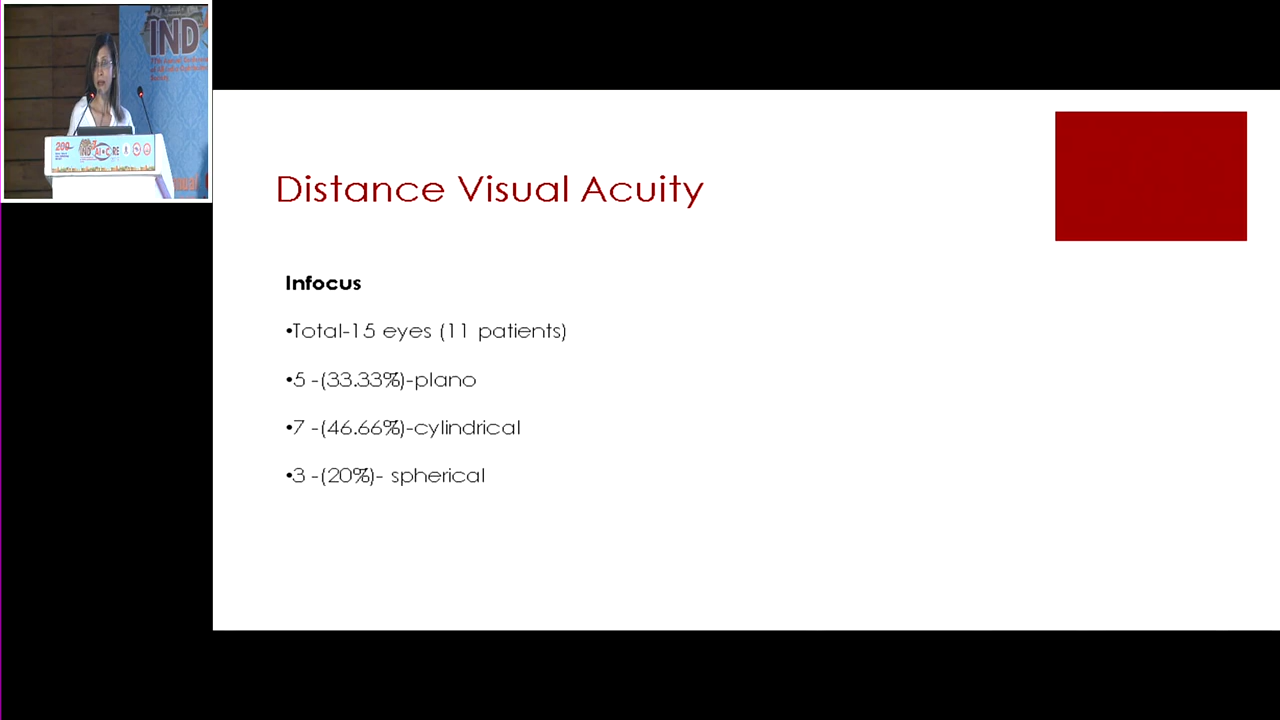 IND
Distance Visual Acuity
Infocus
•Total-15 eyes (11 patients)
•5 -(33.33%)-plano
•7 -(46.66%)-cylindrical
•3 -(20%)- spherical